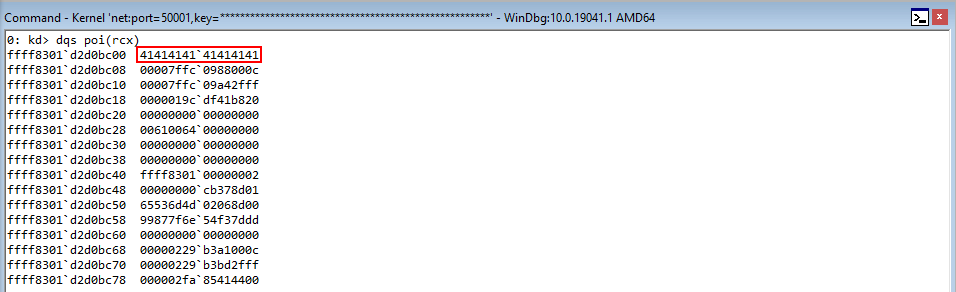 Command - Kernel 'net:port=50001,key=******************************************************' - WinDbg:10.0.19041.1 AMD64
0: kd> dqs poi(rcx)
ffff8301`d2d0bc00 41414141`41414141
ffff8301`d2d0bc08 00007ffc`0988000c
ffff8301`d2d0bc10 00007ffc`09a42fff
ffff8301`d2d0bc18 0000019c`df41b820
ffff8301`d2d0bc20 00000000`00000000
ffff8301`d2d0bc28 00610064`00000000
ffff8301`d2d0bc30 00000000`00000000
ffff8301`d2d0bc38 00000000`00000000
ffff8301`d2d0bc40 ffff8301`00000002
ffff8301`d2d0bc48 00000000`cb378d01
ffff8301`d2d0bc50 65536d4d`02068d00
ffff8301`d2d0bc58 99877f6e`54f37ddd
ffff8301`d2d0bc60 00000000`00000000
ffff8301`d2d0bc68 00000229`b3a1000c
ffff8301`d2d0bc70 00000229`b3bd2fff
ffff8301`d2d0bc78 000002fa`85414400